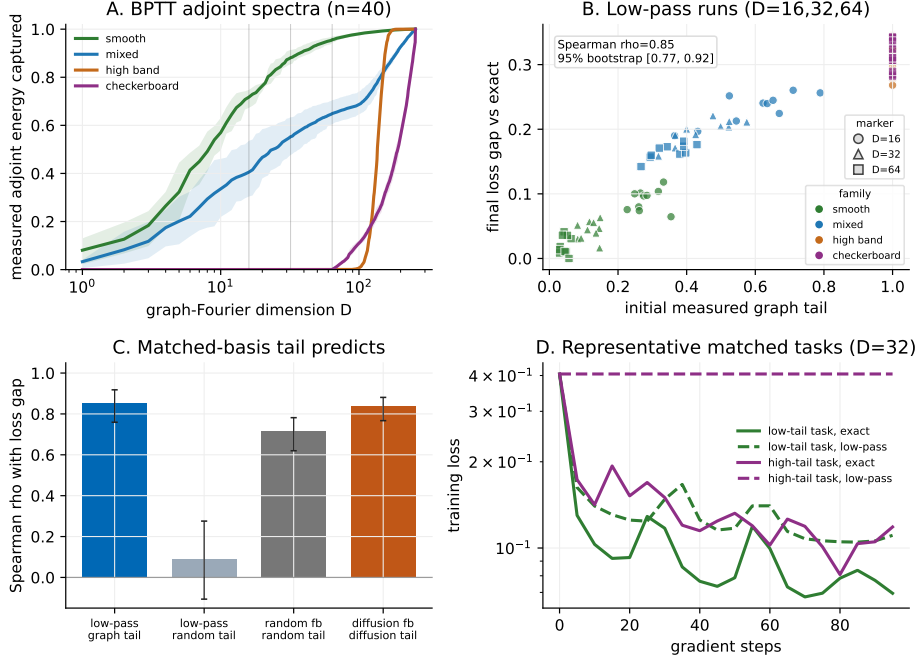 A. BPTT adjoint spectra (n=40)
measured adjoint energy captured
1.0
0.8
0.6
0.4
0.2
0.0
smooth
mixed
high band
checkerboard
10⁰
10¹
10²
graph-Fourier dimension D
B. Low-pass runs (D=16,32,64)
final loss gap vs exact
0.3
0.2
0.1
0.0
Spearman rho=0.85
95% bootstrap [0.77, 0.92]
marker
D=16
D=32
D=64
family
smooth
mixed
high band
checkerboard
0.0
0.2
0.4
0.6
0.8
1.0
initial measured graph tail
C. Matched-basis tail predicts
Spearman rho with loss gap
1.0
0.8
0.6
0.4
0.2
0.0
low-pass
graph tail
low-pass
random tail
random fb
random tail
diffusion fb
diffusion tail
D. Representative matched tasks (D=32)
training loss
4 × 10⁻¹
3 × 10⁻¹
2 × 10⁻¹
10⁻¹
low-tail task, exact
low-tail task, low-pass
high-tail task, exact
high-tail task, low-pass
0
20
40
60
80
gradient steps